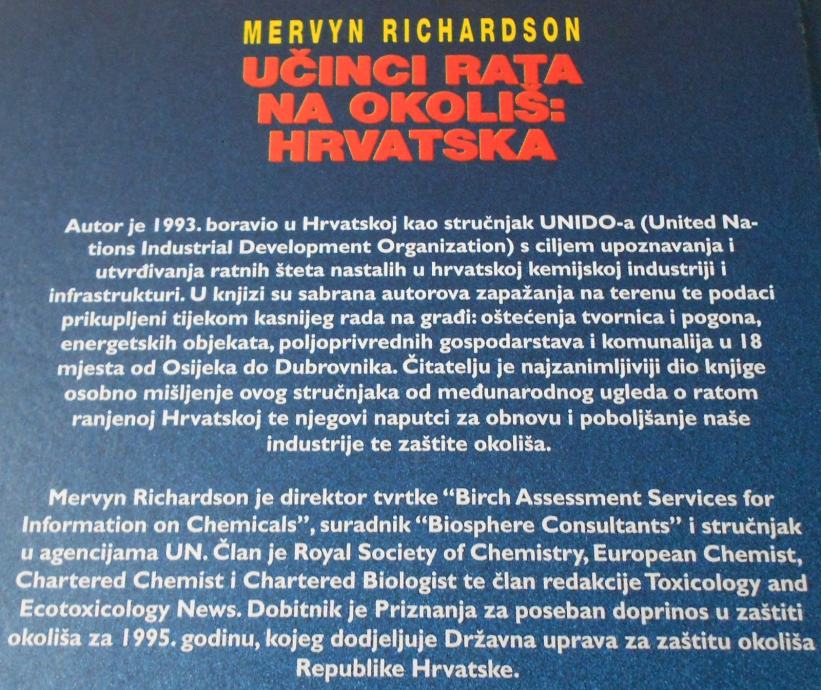 MERVYN RICHARDSON
UČINCI RATA
NA OKOLIŠ:
HRVATSKA
Autor je 1993. boravio u Hrvatskoj kao stručnjak UNIDO-a (United Na-
tions Industrial Development Organization) s ciljem upoznavanja i
utvrđivanja ratnih šteta nastalih u hrvatskoj kemijskoj industriji i
infrastrukturi. U knjizi su sabrana autorova zapažanja na terenu te podaci
prikupljeni tijekom kasnijeg rada na građi: oštećenja tvornica i pogona,
energetskih objekata, poljoprivrednih gospodarstava i komunalija u 18
mjesta od Osijeka do Dubrovnika. Čitatelju je najzanimljiviji dio knjige
osobno mišljenje ovog stručnjaka od međunarodnog ugleda o ratom
ranjenoj Hrvatskoj te njegovi naputci za obnovu i poboljšanje naše
industrije te zaštite okoliša.
Mervyn Richardson je direktor tvrtke “Birch Assessment Services for
Information on Chemicals”, suradnik “Biosphere Consultants” i stručnjak
u agencijama UN. Član je Royal Society of Chemistry, European Chemist,
Chartered Chemist i Chartered Biologist te član redakcije Toxicology and
Ecotoxicology News. Dobitnik je Priznanja za poseban doprinos u zaštiti
okoliša za 1995. godinu, kojeg dodjeljuje Državna uprava za zaštitu okoliša
Republike Hrvatske.